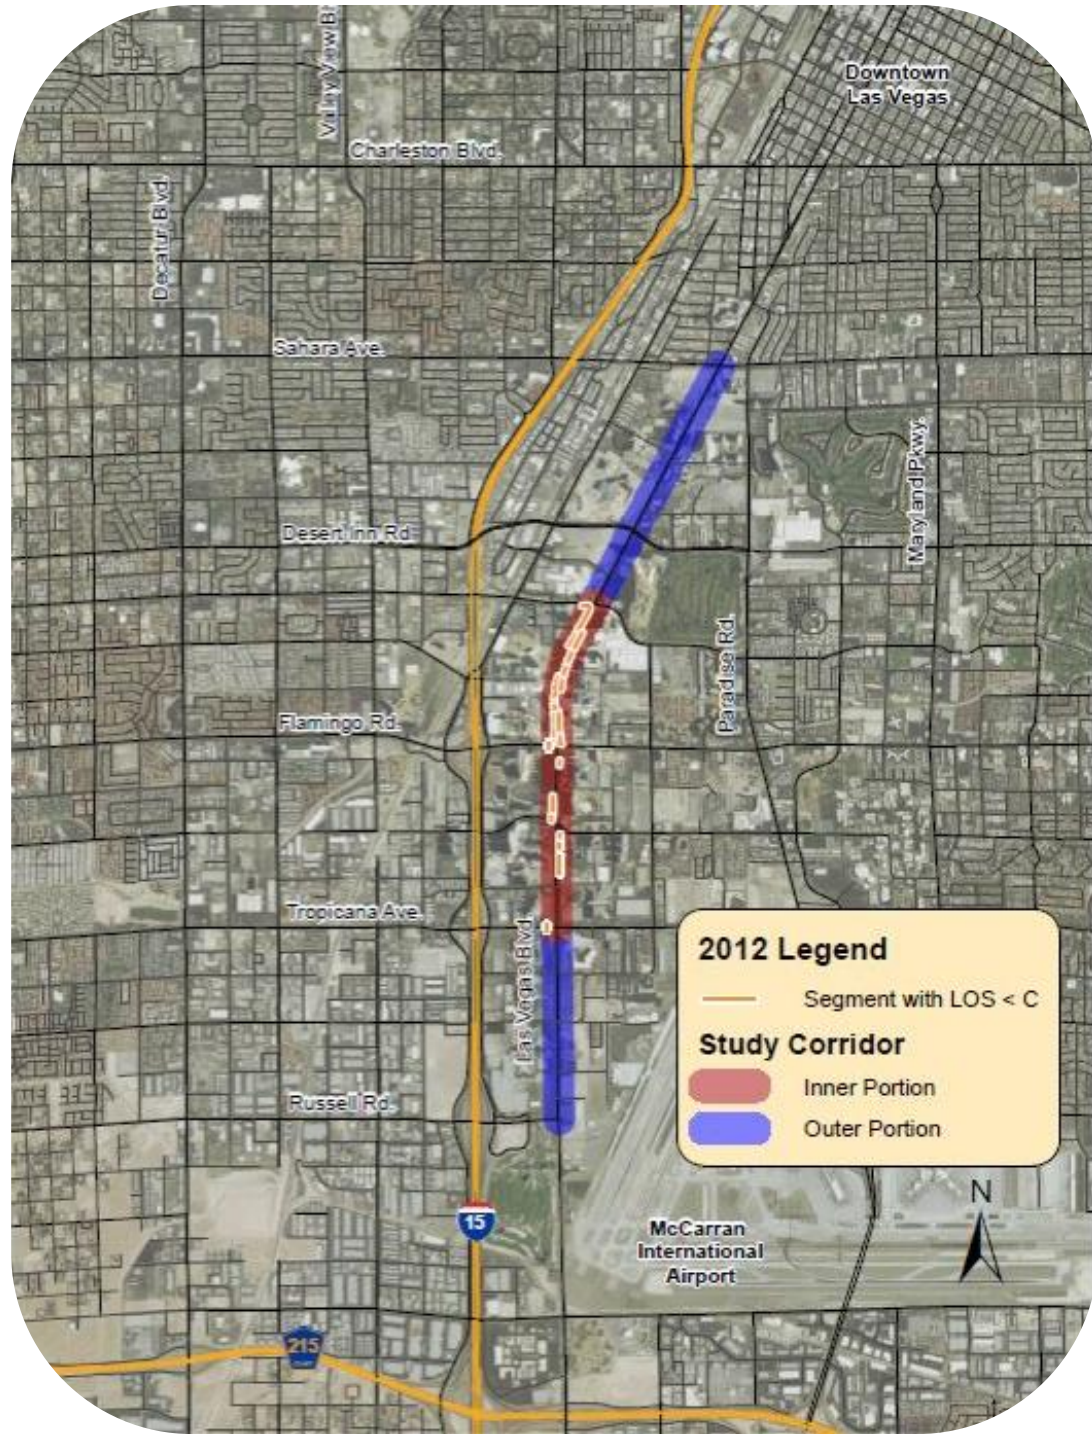 Valley View Bl
Downtown
Las Vegas
Charleston Blvd.
Decatur Blvd.
Sahara Ave.
Maryland Pkwy.
Desert Inn Rd.
Paradise Rd.
Flamingo Rd.
Tropicana Ave.
Las Vegas Blvd.
2012 Legend
Segment with LOS < C
Study Corridor
Inner Portion
Outer Portion
Russell Rd.
N
15
McCarran
International
Airport
215